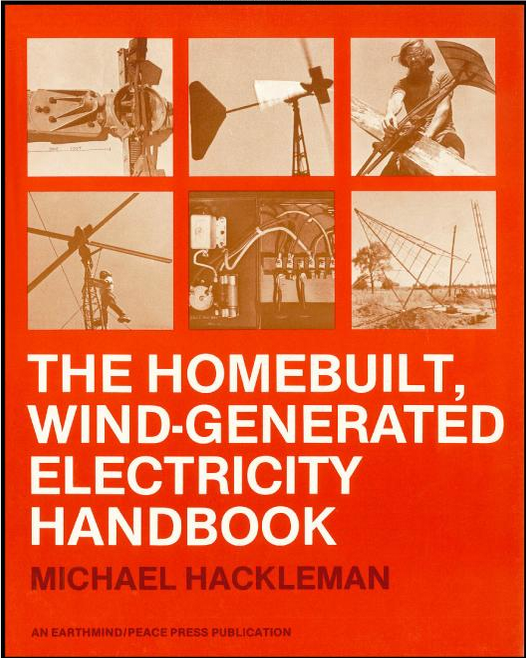 THE HOMEBUILT,
WIND-GENERATED
ELECTRICITY
HANDBOOK
MICHAEL HACKLEMAN
AN EARTHMIND/PEACE PRESS PUBLICATION